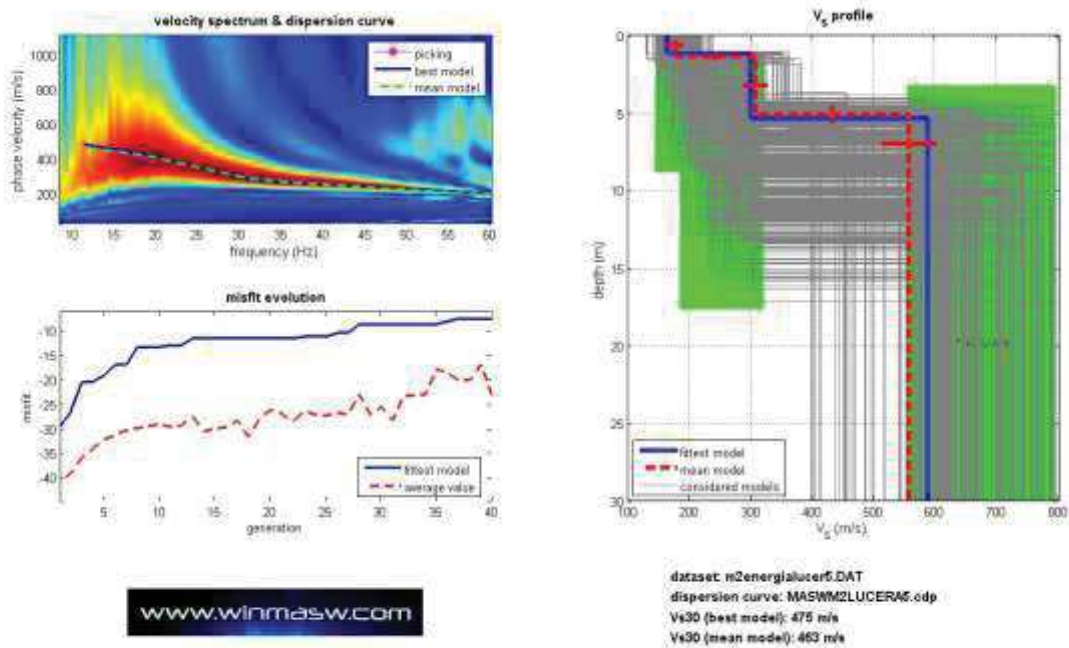 velocity spectrum & dispersion curve
1000
800
600
400
200
phase velocity (m/s)
picking
best model
mean model
10 15 20 25 30 35 40 45 50 55 60
frequency (Hz)
misfit evolution
-10
-20
-30
-40
misfit
fittest model
average value
5 10 15 20 25 30 35 40
generation
www.winmasw.com
VS profile
0
5
10
15
20
25
30
depth (m)
fittest model
mean model
considared models
100 200 300 400 500 600 700 800
VS (m/s)
dataset: m2energialucer5.DAT
dispersion curve: MASWM2LUCERA5.cdp
Vs30 (best model): 475 m/s
Vs30 (mean model): 463 m/s